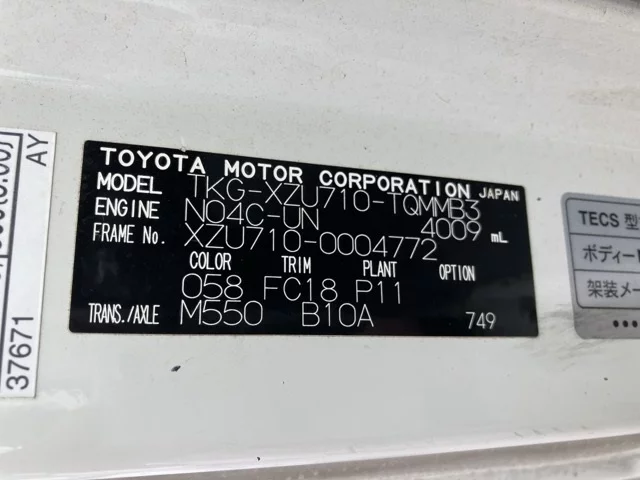 TOYOTA MOTOR CORPORATION JAPAN
MODEL TKG-XZU710-TQMMB3
ENGINE N04C-UN 4009 mL
FRAME No. XZU710-0004772
COLOR TRIM PLANT OPTION
058 FC18 P11
TRANS./AXLE M550 B10A 749
AY
37671
TECS 型
ボディー
架装メー